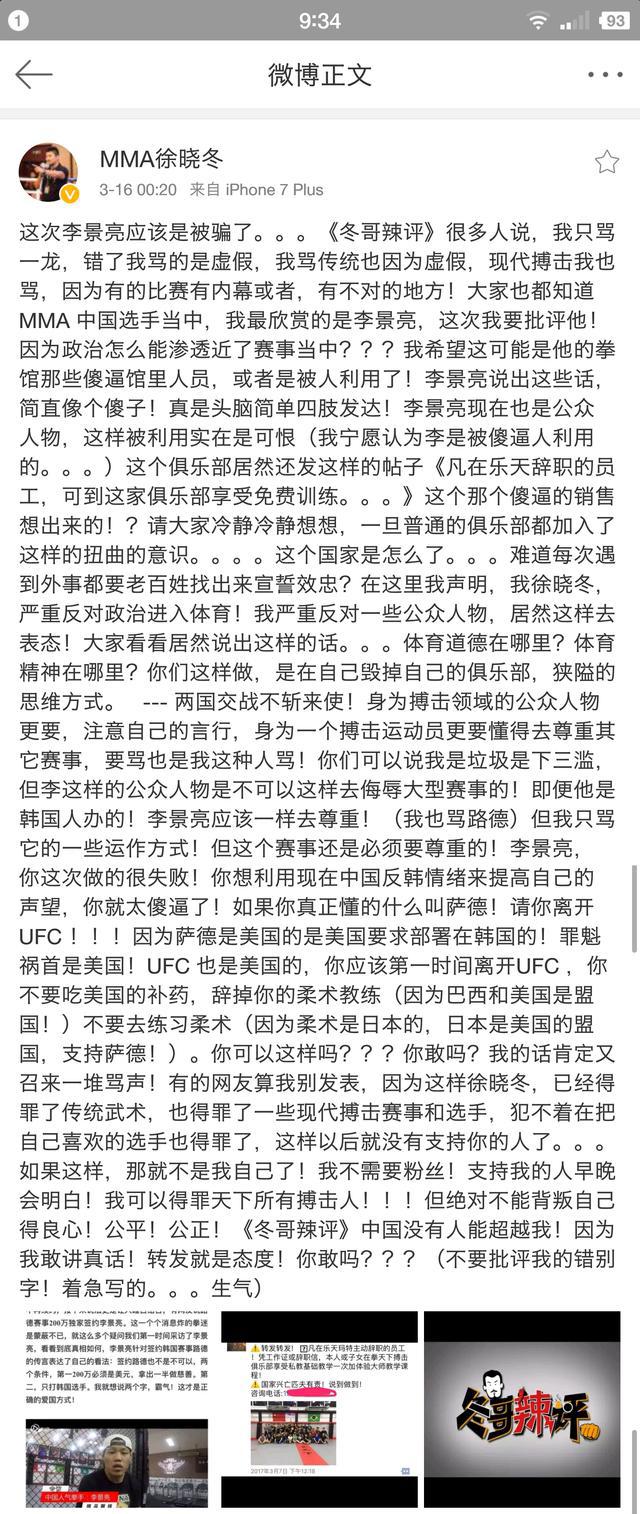 1
9:34
93
微博正文
MMA徐晓冬
3-16 00:20 来自 iPhone 7 Plus
这次李景亮应该是被骗了。。。《冬哥辣评》很多人说，我只骂
一龙，错了我骂的是虚假，我骂传统也因为虚假，现代搏击我也
骂，因为有的比赛有内幕或者，有不对的地方！大家也都知道
MMA 中国选手当中，我最欣赏的是李景亮，这次我要批评他！
因为政治怎么能渗透近了赛事当中？？？我希望这可能是他的拳
馆那些傻逼馆里人员，或者是被人利用了！李景亮说出这些话，
简直像个傻子！真是头脑简单四肢发达！李景亮现在也是公众
人物，这样被利用实在是可恨（我宁愿认为李是被傻逼人利用
的。。。）这个俱乐部居然还发这样的帖子《凡在乐天辞职的员
工，可到这家俱乐部享受免费训练。。。》这个那个傻逼的销售
想出来的！？请大家冷静冷静想想，一旦普通的俱乐部都加入了
这样的扭曲的意识。。。。这个国家是怎么了。。。难道每次遇
到外事都要老百姓找出来宣誓效忠？在这里我声明，我徐晓冬，
严重反对政治进入体育！我严重反对一些公众人物，居然这样去
表态！大家看看居然说出这样的话。。。体育道德在哪里？体育
精神在哪里？你们这样做，是在自己毁掉自己的俱乐部，狭隘的
思维方式。 --- 两国交战不斩来使！身为搏击领域的公众人物
更要，注意自己的言行，身为一个搏击运动员更要懂得去尊重其
它赛事，要骂也是我这种人骂！你们可以说我是垃圾是下三滥，
但李这样的公众人物是不可以这样去侮辱大型赛事的！即便他是
韩国人办的！李景亮应该一样去尊重！（我也骂路德）但我只骂
它的一些运作方式！但这个赛事还是必须要尊重的！李景亮，
你这次做的很失败！你想利用现在中国反韩情绪来提高自己的
声望，你就太傻逼了！如果你真正懂的什么叫萨德！请你离开
UFC！！！因为萨德是美国的是美国要求部署在韩国的！罪魁
祸首是美国！UFC 也是美国的，你应该第一时间离开UFC ，你
不要吃美国的补药，辞掉你的柔术教练（因为巴西和美国是盟
国！）不要去练习柔术（因为柔术是日本的，日本是美国的盟
国，支持萨德！）。你可以这样吗？？？你敢吗？我的话肯定又
召来一堆骂声！有的网友算我别发表，因为这样徐晓冬，已经得
罪了传统武术，也得罪了一些现代搏击赛事和选手，犯不着在把
自己喜欢的选手也得罪了，这样以后就没有支持你的人了。。。
如果这样，那就不是我自己了！我不需要粉丝！支持我的人早晚
会明白！我可以得罪天下所有搏击人！！！但绝对不能背叛自己
得良心！公平！公正！《冬哥辣评》中国没有人能超越我！因为
我敢讲真话！转发就是态度！你敢吗？？？（不要批评我的错别
字！着急写的。。。生气）
德赛事200万独家签约李景亮。这一个个消息炸的拳迷
是蒙蔽不已，就这么多疑问我们第一时间采访了李景
亮，看看到底真相如何，李景亮针对签约韩国赛事路德
的传言表达了自己的看法：签约路德也不是不可以，两
个条件，第一200万必须是美元，拿出一半做慈善。第
二，只打韩国选手。我就想说两个字，霸气！这才是正
确的爱国方式！
中国人气拳手：李景亮
转发转发！凡在乐天玛特主动辞职的员工
！凭工作证或辞职信，本人或子女在拳天下搏击
俱乐部享受私教基础教学一次加体验大师教学课
程！
国家兴亡匹夫有责！说到做到！
咨询电话:1
2017年3月7日 下午12:18
冬哥辣评